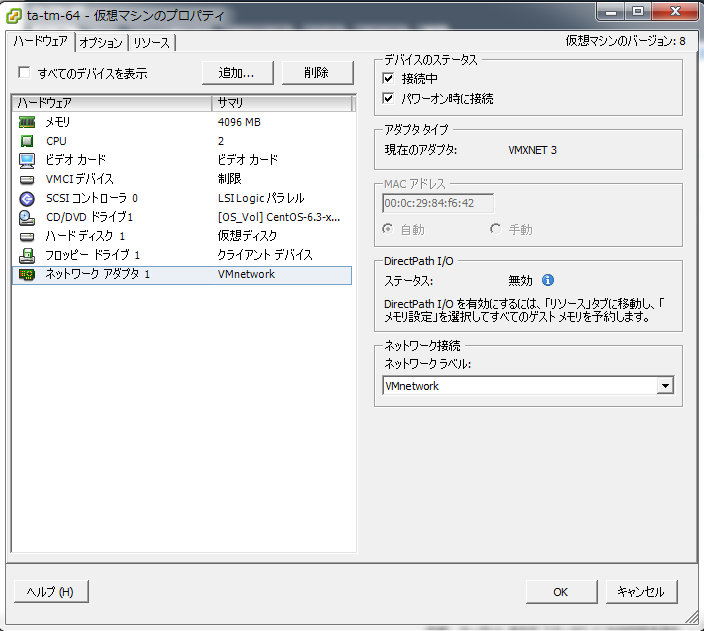 ta-tm-64 - 仮想マシンのプロパティ
ハードウェア オプション リソース 仮想マシンのバージョン: 8
すべてのデバイスを表示 追加... 削除
ハードウェア サマリ
メモリ 4096 MB
CPU 2
ビデオ カード ビデオ カード
VMCI デバイス 制限
SCSI コントローラ 0 LSI Logic パラレル
CD/DVD ドライブ 1 [OS_Vol] CentOS-6.3-x...
ハード ディスク 1 仮想ディスク
フロッピー ドライブ 1 クライアント デバイス
ネットワーク アダプタ 1 VMnetwork
デバイスのステータス
接続中
パワーオン時に接続
アダプタ タイプ
現在のアダプタ: VMXNET 3
MAC アドレス
00:0c:29:84:f6:42
自動 手動
DirectPath I/O
ステータス: 無効
DirectPath I/O を有効にするには、「リソース」タブに移動し、「
メモリ設定」を選択してすべてのゲスト メモリを予約します。
ネットワーク接続
ネットワーク ラベル:
VMnetwork
ヘルプ (H) OK キャンセル